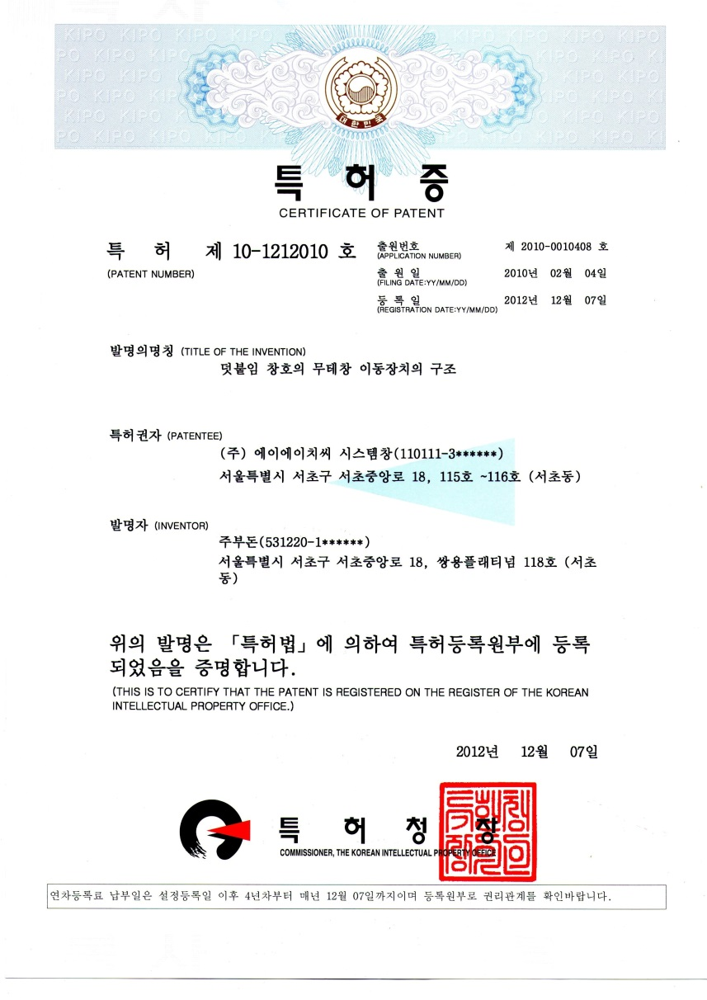 대한민국
특 허 증
CERTIFICATE OF PATENT
특 허 제 10-1212010 호
(PATENT NUMBER)
출원번호 제 2010-0010408 호
(APPLICATION NUMBER)
출 원 일 2010년 02월 04일
(FILING DATE:YY/MM/DD)
등 록 일 2012년 12월 07일
(REGISTRATION DATE:YY/MM/DD)
발명의명칭 (TITLE OF THE INVENTION)
덧붙임 창호의 무테창 이동장치의 구조
특허권자 (PATENTEE)
(주) 에이에이치씨 시스템창(110111-3******)
서울특별시 서초구 서초중앙로 18, 115호 ~116호 (서초동)
발명자 (INVENTOR)
주부돈(531220-1******)
서울특별시 서초구 서초중앙로 18, 쌍용플래티넘 118호 (서초
동)
위의 발명은 「특허법」에 의하여 특허등록원부에 등록
되었음을 증명합니다.
(THIS IS TO CERTIFY THAT THE PATENT IS REGISTERED ON THE REGISTER OF THE KOREAN
INTELLECTUAL PROPERTY OFFICE.)
2012년 12월 07일
특 허 청 장
COMMISSIONER, THE KOREAN INTELLECTUAL PROPERTY OFFICE
연차등록료 납부일은 설정등록일 이후 4년차부터 매년 12월 07일까지이며 등록원부로 권리관계를 확인바랍니다.